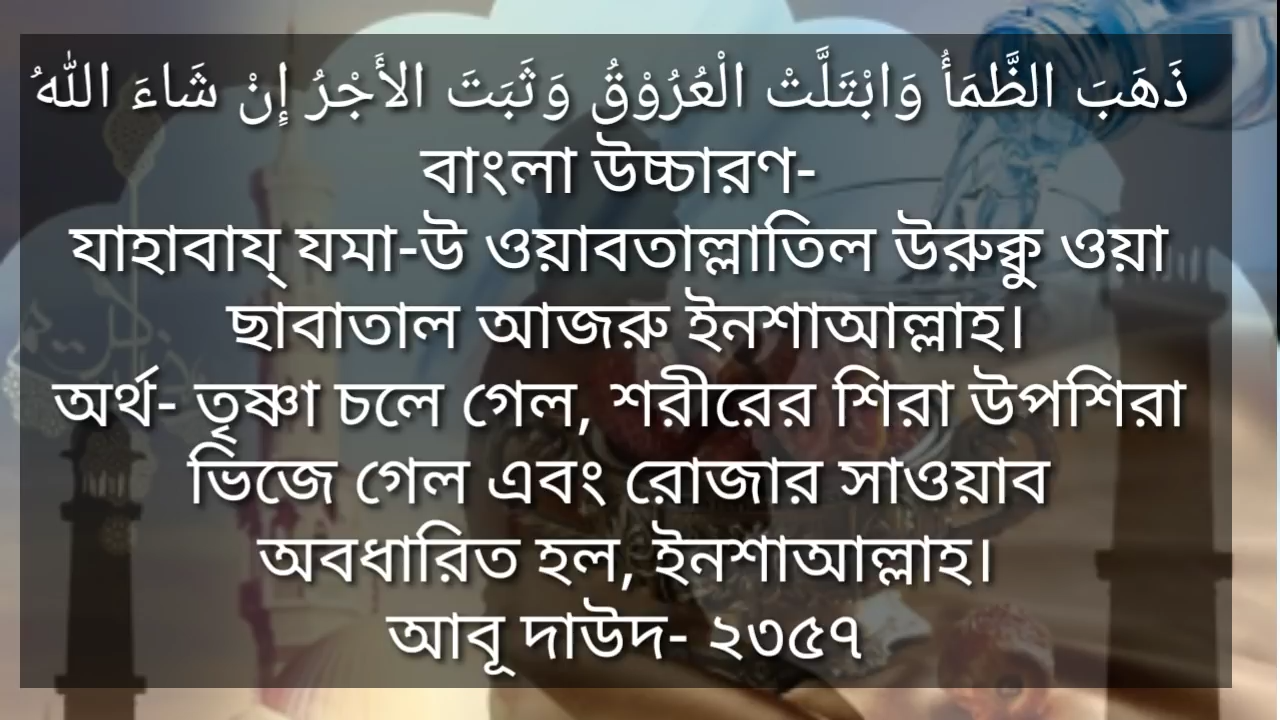 ذَهَبَ الظَّمَأُ وَابْتَلَّتْ الْعُرُوْقُ وَثَبَتَ الأَجْرُ إِنْ شَاءَ اللهُ
বাংলা উচ্চারণ-
যাহাবায্ যমা-উ ওয়াবতাল্লাতিল উরুক্বু ওয়া
ছাবাতাল আজরু ইনশাআল্লাহ।
অর্থ- তৃষ্ণা চলে গেল, শরীরের শিরা উপশিরা
ভিজে গেল এবং রোজার সাওয়াব
অবধারিত হল, ইনশাআল্লাহ।
আবূ দাউদ- ২৩৫৭